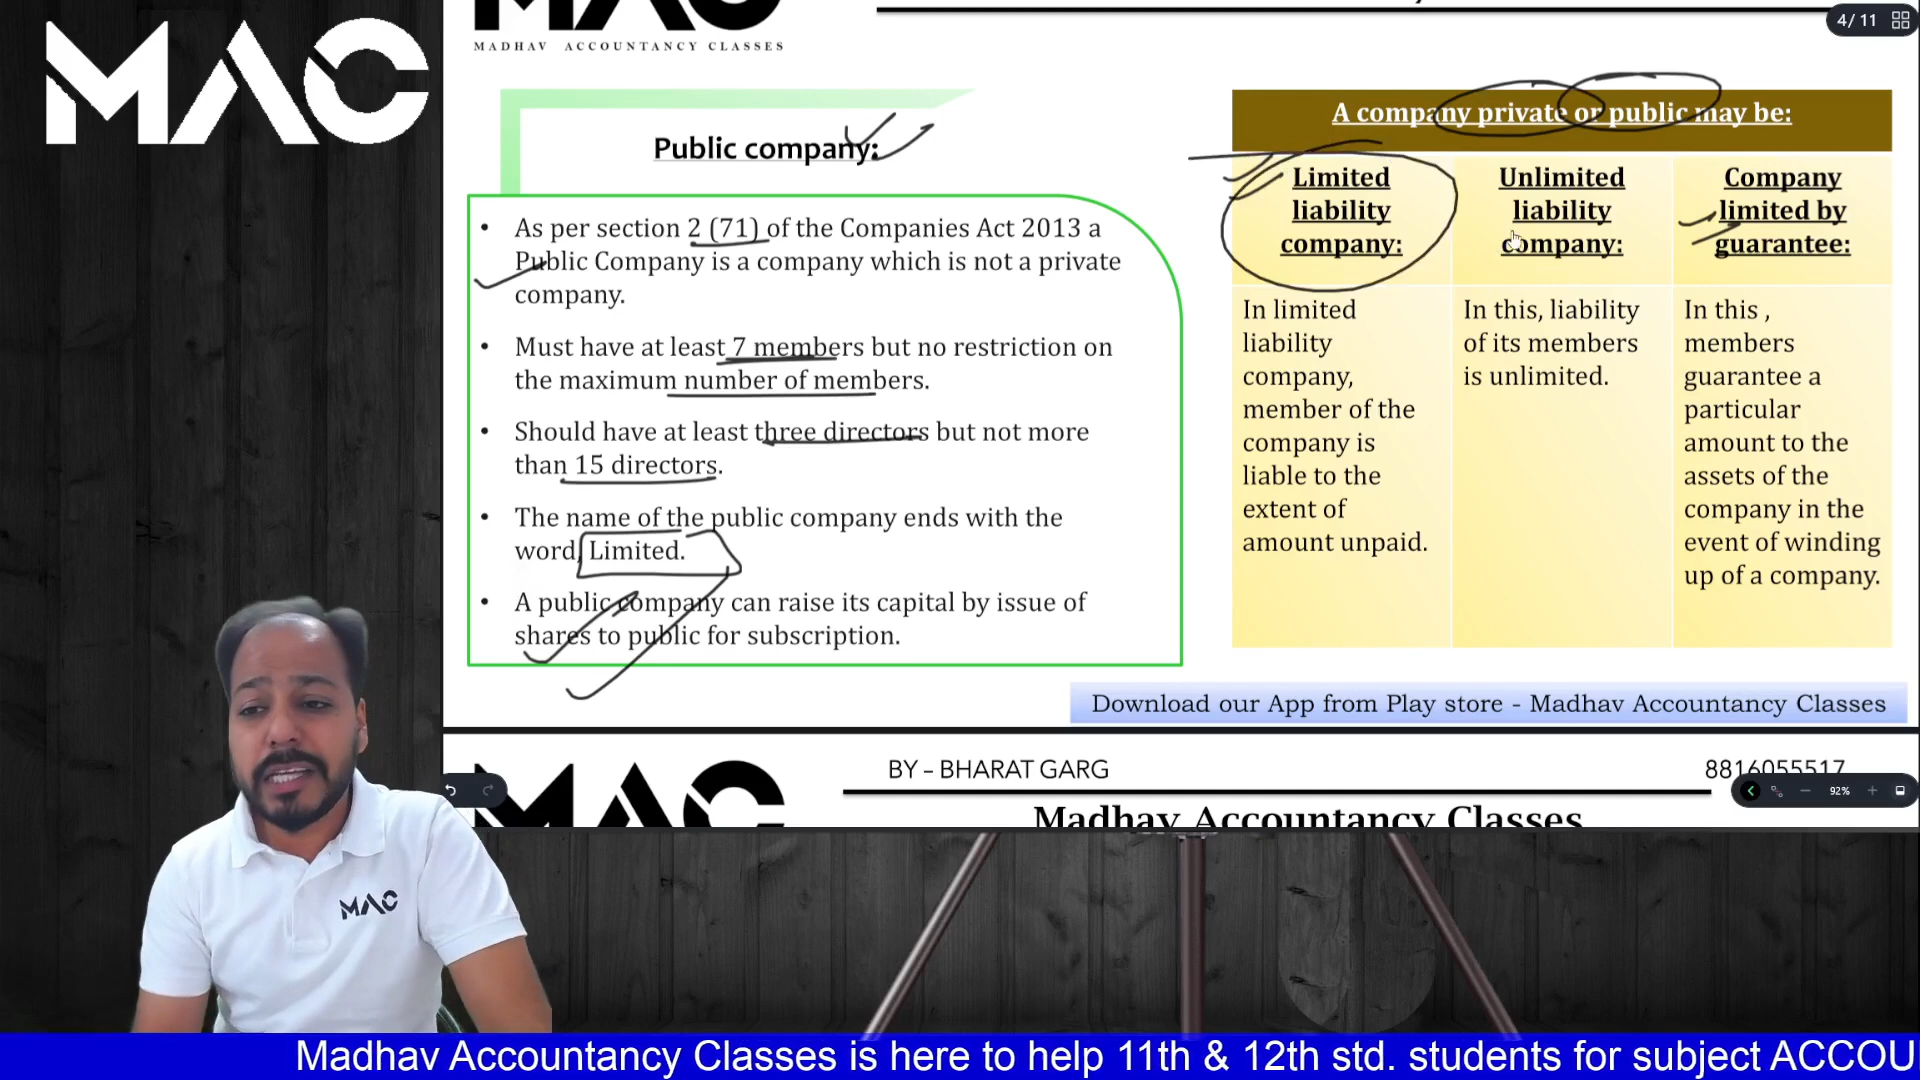 MAC
4/ 11
MAC
MADHAV ACCOUNTANCY CLASSES
Public company:
• As per section 2 (71) of the Companies Act 2013 a
Public Company is a company which is not a private
company.
• Must have at least 7 members but no restriction on
the maximum number of members.
• Should have at least three directors but not more
than 15 directors.
• The name of the public company ends with the
word, Limited.
• A public company can raise its capital by issue of
shares to public for subscription.
A company private or public may be:
Limited
liability
company:
In limited
liability
company,
member of the
company is
liable to the
extent of
amount unpaid.
Unlimited
liability
company:
In this, liability
of its members
is unlimited.
Company
limited by
guarantee:
In this ,
members
guarantee a
particular
amount to the
assets of the
company in the
event of winding
up of a company.
Download our App from Play store - Madhav Accountancy Classes
BY – BHARAT GARG
8816055517
92%
MAC
Madhav Accountancy Classes
MAC
Madhav Accountancy Classes is here to help 11th & 12th std. students for subject ACCOU